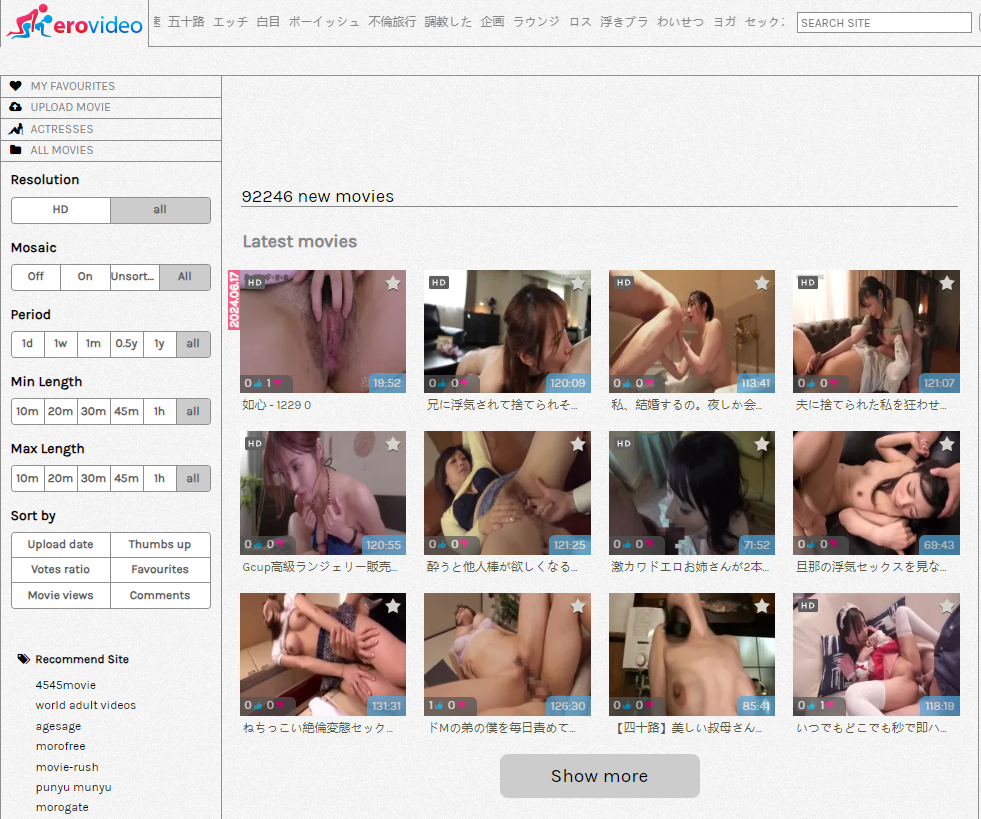 erovideo
五十路 エッチ 白目 ボーイッシュ 不倫旅行 調教した 企画 ラウンジ ロス 浮きブラ わいせつ ヨガ セックス
SEARCH SITE
MY FAVOURITES
UPLOAD MOVIE
ACTRESSES
ALL MOVIES
Resolution
HD all
Mosaic
Off On Unsort... All
Period
1d 1w 1m 0.5y 1y all
Min Length
10m 20m 30m 45m 1h all
Max Length
10m 20m 30m 45m 1h all
Sort by
Upload date Thumbs up
Votes ratio Favourites
Movie views Comments
Recommend Site
4545movie
world adult videos
agesage
morofree
movie-rush
punyu munyu
morogate
92246 new movies
Latest movies
2024.06.17
HD HD HD HD
0 1 19:52 0 0 120:09 0 0 113:41 0 0 121:07
如心 - 1229 0
兄に浮気されて捨てられそ...
私、結婚するの。夜しか会...
夫に捨てられた私を狂わせ...
HD HD
0 0 120:55 0 0 121:25 0 0 71:52 0 0 69:43
Gcup高級ランジェリー販売...
酔うと他人棒が欲しくなる...
激カワドエロお姉さんが2本...
旦那の浮気セックスを見な...
HD
0 0 131:31 1 0 126:30 0 0 85:41 0 1 118:19
ねちっこい絶倫変態セック...
ドMの弟の僕を毎日責めて...
【四十路】美しい叔母さん...
いつでもどこでも秒で即ハ...
Show more